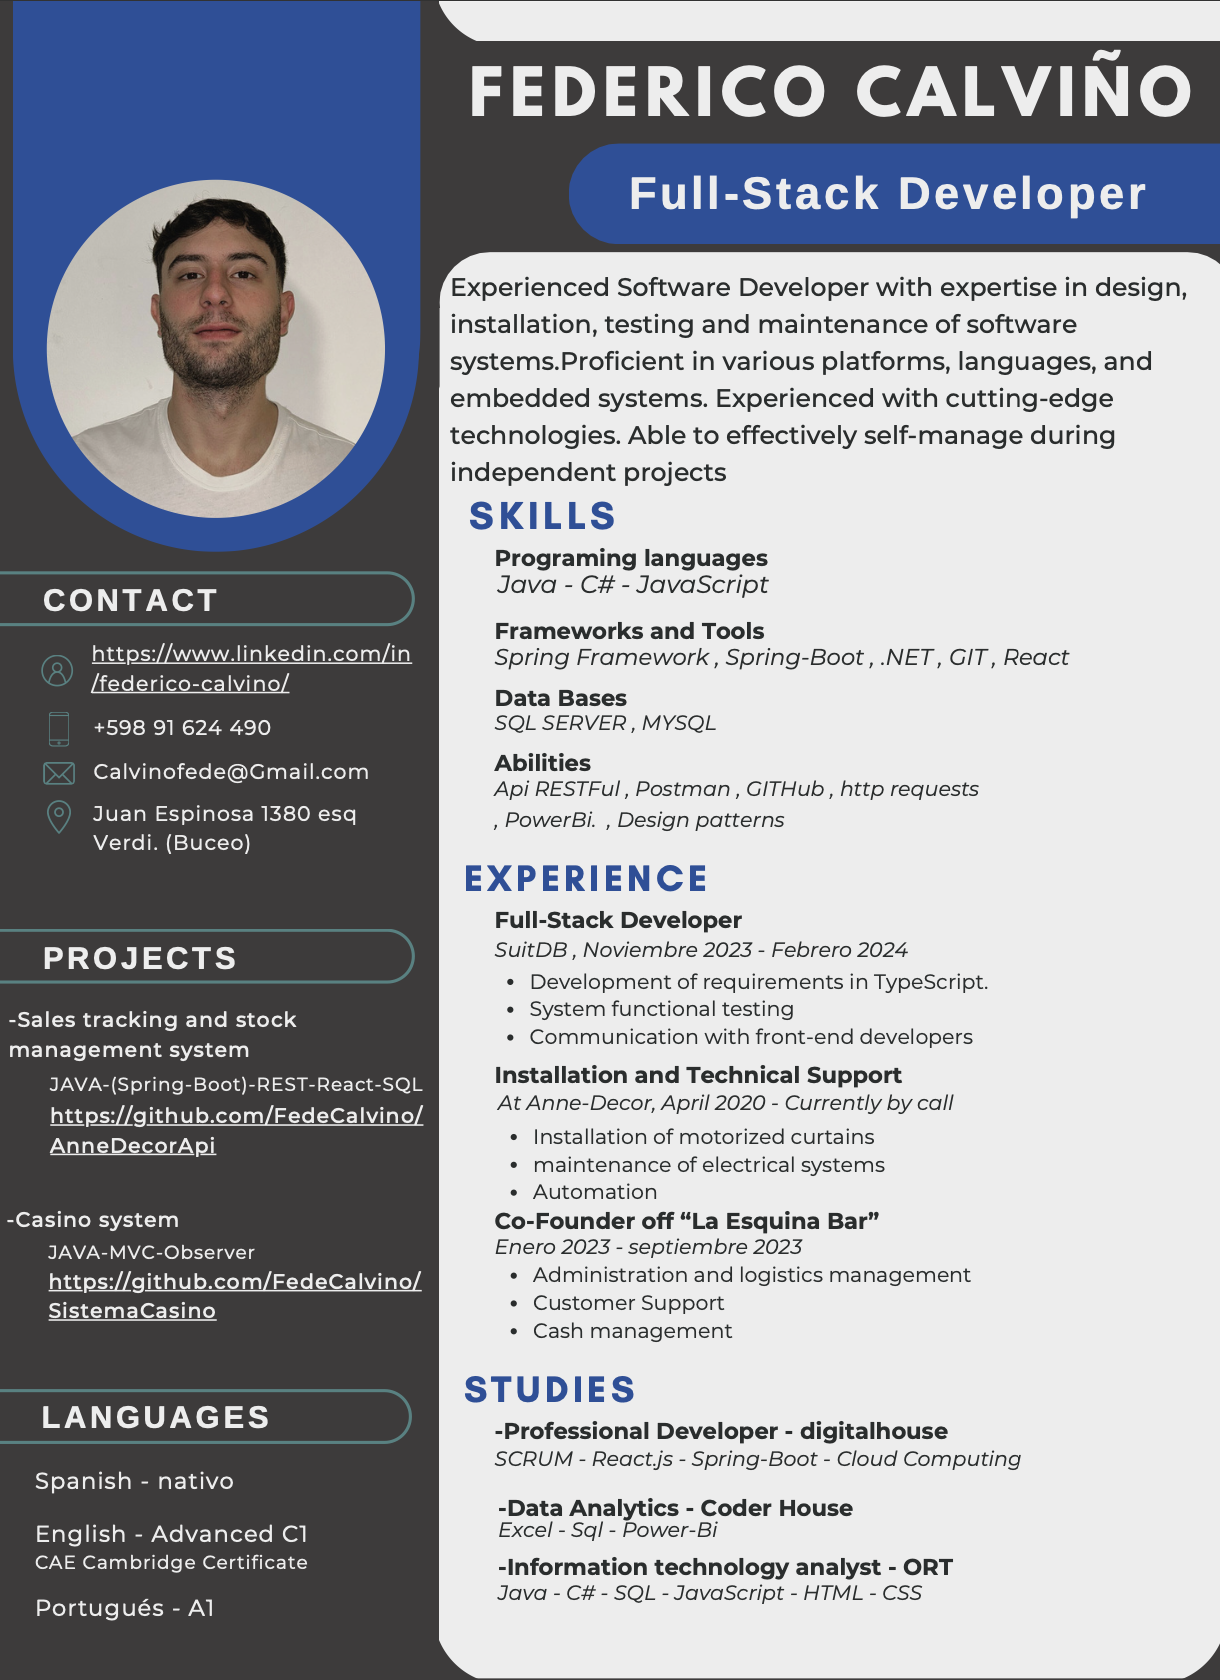 FEDERICO CALVIÑO
Full-Stack Developer
Experienced Software Developer with expertise in design,
installation, testing and maintenance of software
systems.Proficient in various platforms, languages, and
embedded systems. Experienced with cutting-edge
technologies. Able to effectively self-manage during
independent projects
SKILLS
Programing languages
Java - C# - JavaScript
Frameworks and Tools
Spring Framework , Spring-Boot , .NET , GIT , React
Data Bases
SQL SERVER , MYSQL
Abilities
Api RESTFul , Postman , GITHub , http requests
, PowerBi.  , Design patterns
EXPERIENCE
Full-Stack Developer
SuitDB , Noviembre 2023 - Febrero 2024
• Development of requirements in TypeScript.
• System functional testing
• Communication with front-end developers
Installation and Technical Support
At Anne-Decor, April 2020 - Currently by call
• Installation of motorized curtains
• maintenance of electrical systems
• Automation
Co-Founder off “La Esquina Bar”
Enero 2023 - septiembre 2023
• Administration and logistics management
• Customer Support
• Cash management
STUDIES
-Professional Developer - digitalhouse
SCRUM - React.js - Spring-Boot - Cloud Computing
-Data Analytics - Coder House
Excel - Sql - Power-Bi
-Information technology analyst - ORT
Java - C# - SQL - JavaScript - HTML - CSS
CONTACT
https://www.linkedin.com/in
/federico-calvino/
+598 91 624 490
Calvinofede@Gmail.com
Juan Espinosa 1380 esq
Verdi. (Buceo)
PROJECTS
-Sales tracking and stock
management system
JAVA-(Spring-Boot)-REST-React-SQL
https://github.com/FedeCalvino/
AnneDecorApi
-Casino system
JAVA-MVC-Observer
https://github.com/FedeCalvino/
SistemaCasino
LANGUAGES
Spanish - nativo
English - Advanced C1
CAE Cambridge Certificate
Portugués - A1